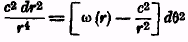 c² dr² / r⁴ = [ω(r) − c² / r²] dθ²